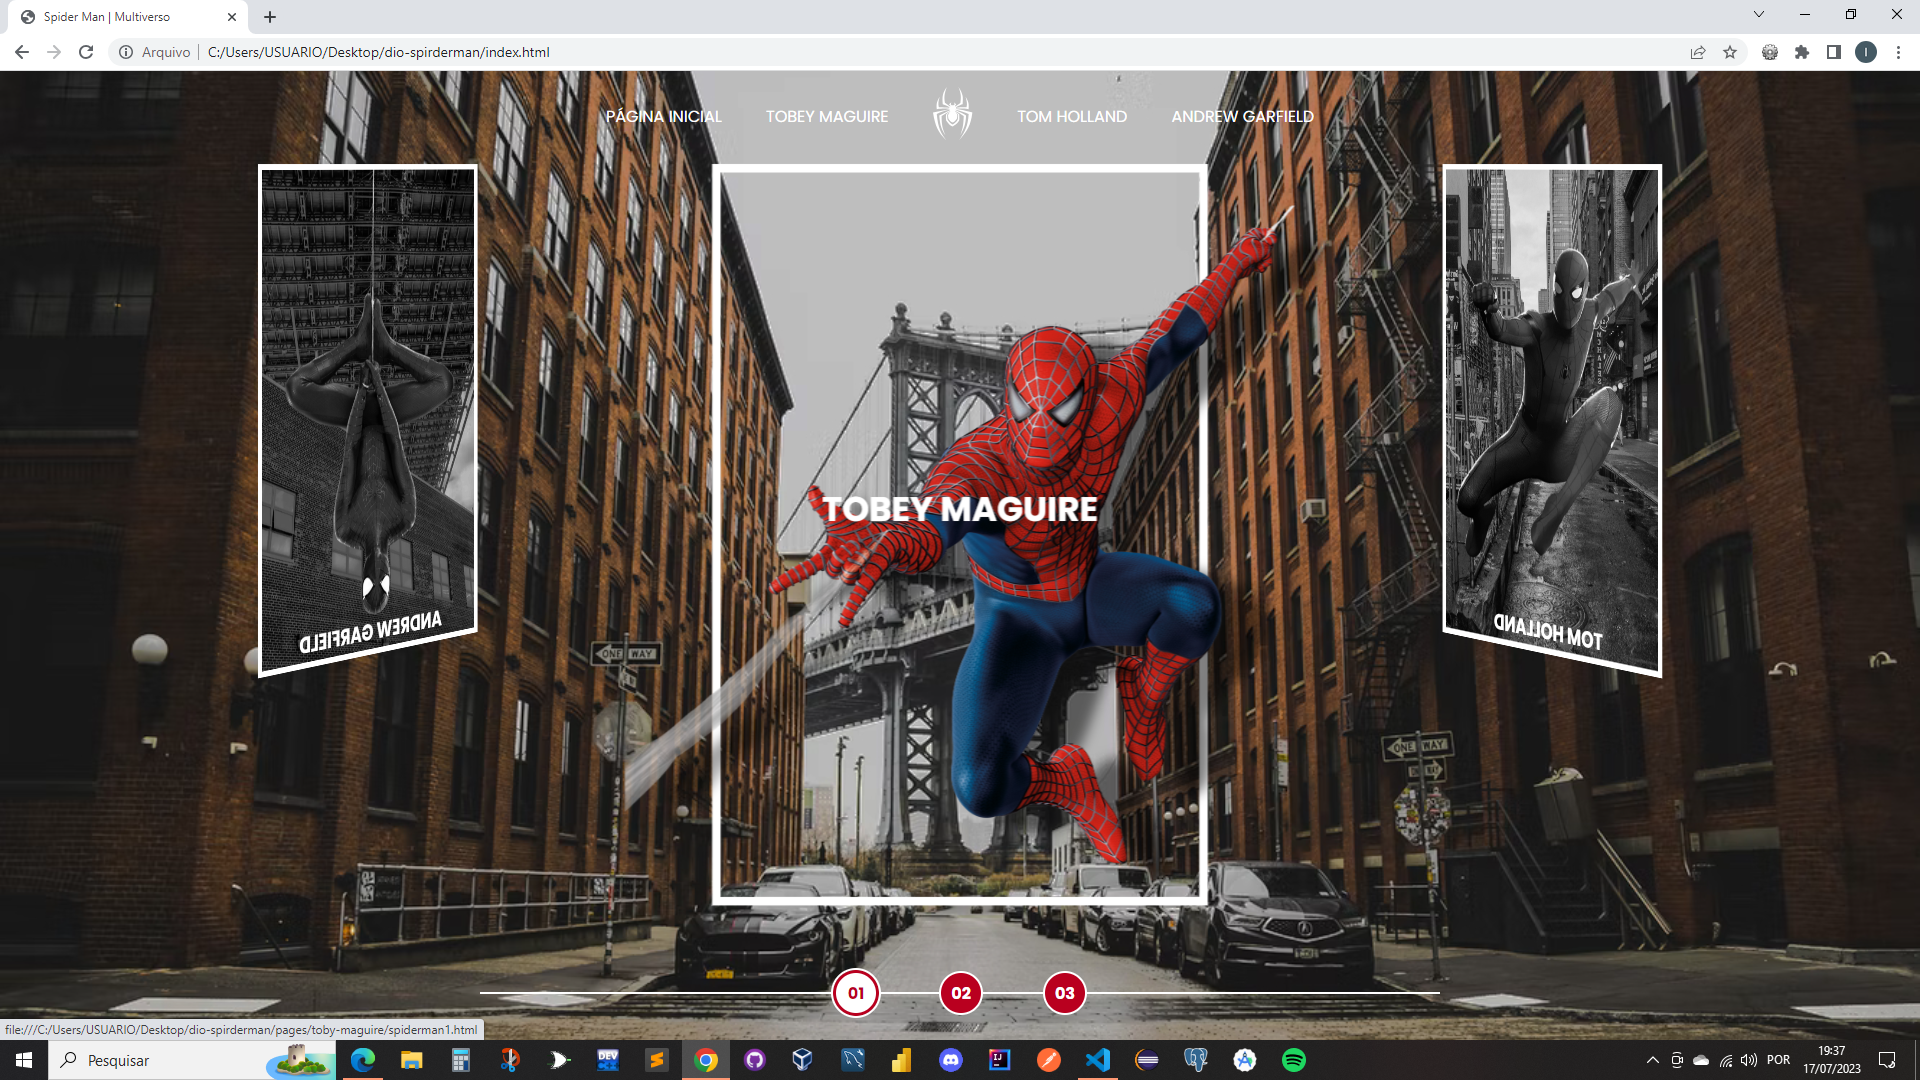 Spider Man | Multiverso
Arquivo
C:/Users/USUARIO/Desktop/dio-spirderman/index.html
I
PÁGINA INICIAL
TOBEY MAGUIRE
TOM HOLLAND
ANDREW GARFIELD
TOBEY MAGUIRE
ANDREW GARFIELD
TOM HOLLAND
ONE WAY
ONE WAY
01
02
03
file:///C:/Users/USUARIO/Desktop/dio-spirderman/pages/toby-maguire/spiderman1.html
Pesquisar
DEV
IJ
POR
19:37
17/07/2023